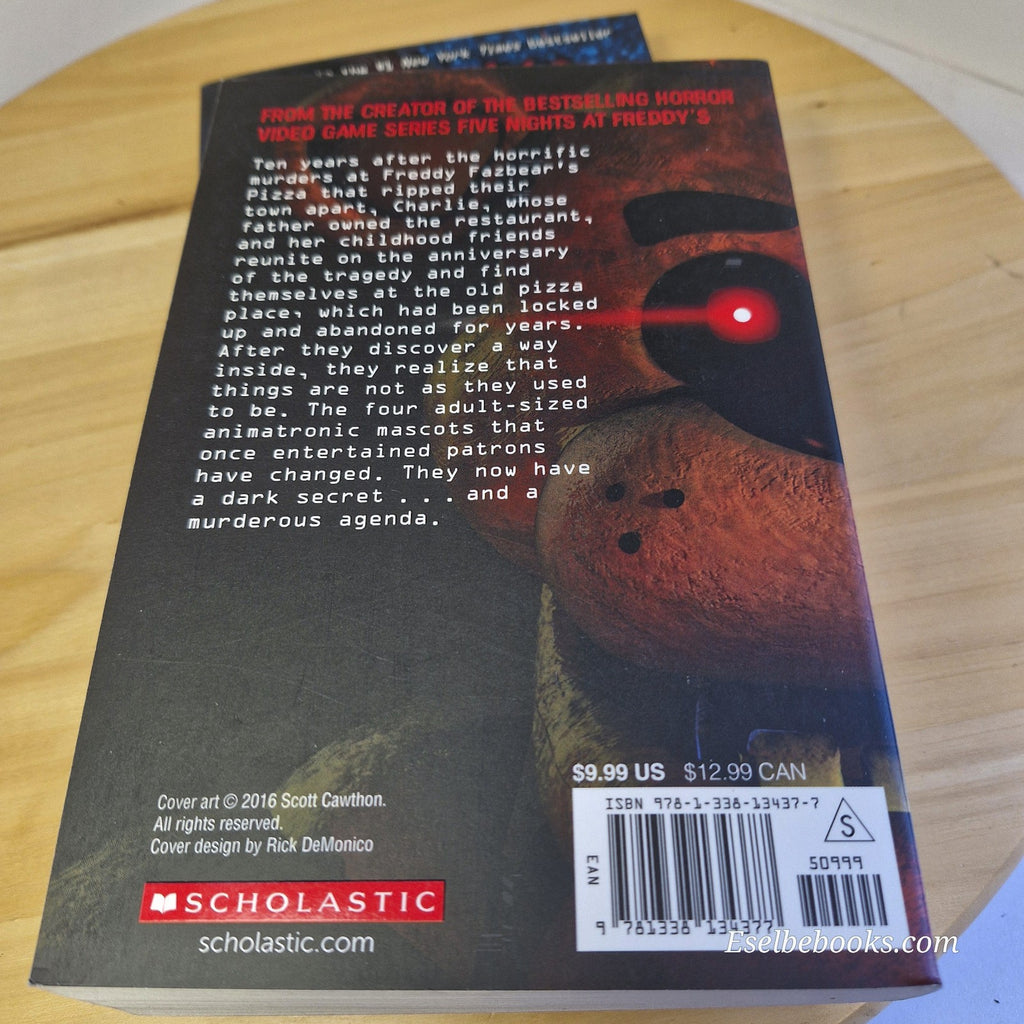 to the #1 New York Times Bestseller
FROM THE CREATOR OF THE BESTSELLING HORROR
VIDEO GAME SERIES FIVE NIGHTS AT FREDDY'S
Ten years after the horrific
murders at Freddy Fazbear's
Pizza that ripped their
town apart, Charlie, whose
father owned the restaurant,
and her childhood friends
reunite on the anniversary
of the tragedy and find
themselves at the old pizza
place, which had been locked
up and abandoned for years.
After they discover a way
inside, they realize that
things are not as they used
to be. The four adult-sized
animatronic mascots that
once entertained patrons
have changed. They now have
a dark secret . . . and a
murderous agenda.
$9.99 US $12.99 CAN
Cover art © 2016 Scott Cawthon.
All rights reserved.
Cover design by Rick DeMonico
SCHOLASTIC
scholastic.com
ISBN 978-1-338-13437-7
S
50999
EAN
9 781338 134377
Eselbebooks.com